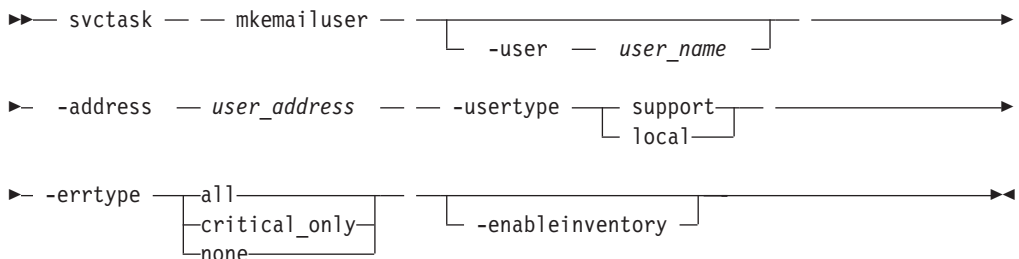 svctask mkemailuser
-user user_name
-address user_address -usertype support
local
-errtype all
critical_only
-enableinventory
none